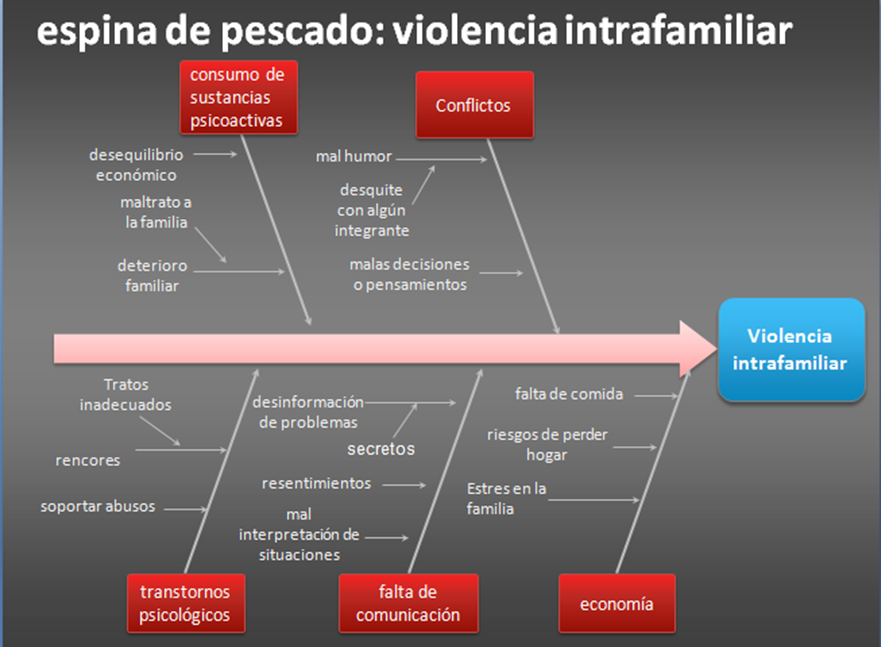 espina de pescado: violencia intrafamiliar
consumo de
sustancias
psicoactivas
Conflictos
desequilibrio
económico
maltrato a
la familia
deterioro
familiar
mal humor
desquite
con algún
integrante
malas decisiones
o pensamientos
Violencia
intrafamiliar
Tratos
inadecuados
rencores
soportar abusos
desinformación
de problemas
secretos
resentimientos
mal
interpretación de
situaciones
falta de comida
riesgos de perder
hogar
Estres en la
familia
transtornos
psicológicos
falta de
comunicación
economía